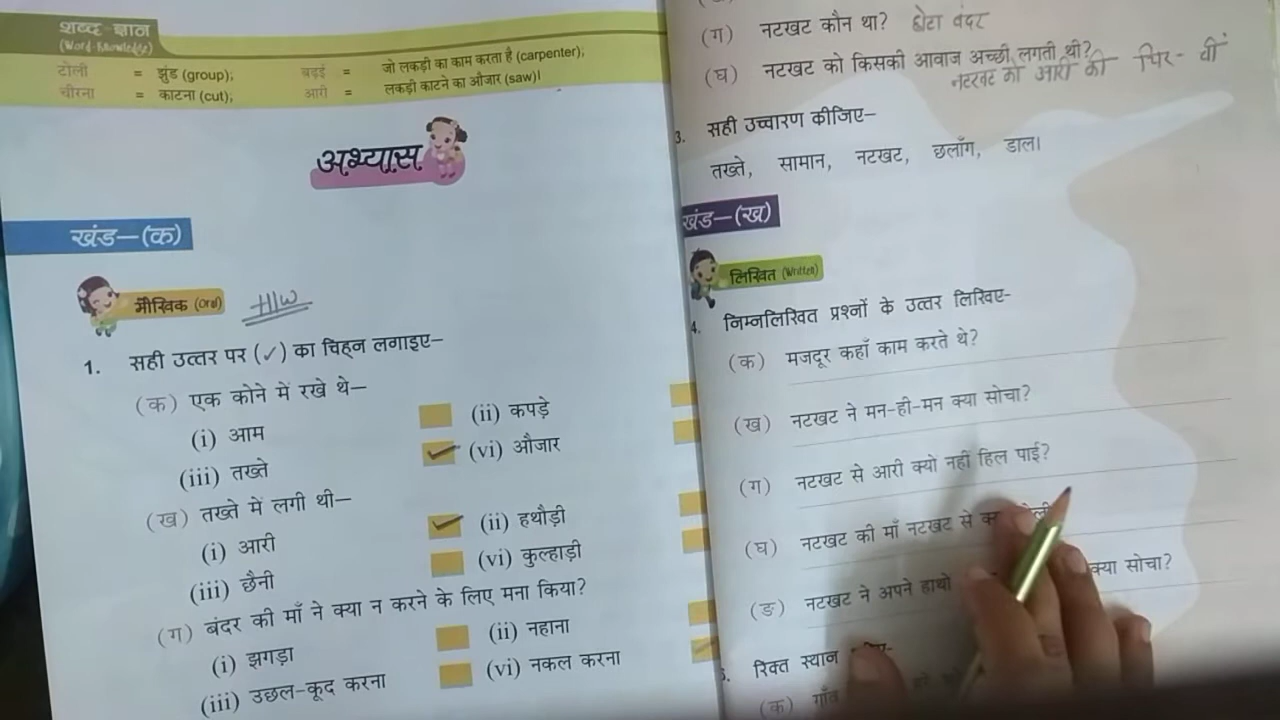 शब्द-ज्ञान
(Word-Knowledge)
टोली = झुंड (group); बढ़ई = जो लकड़ी का काम करता है (carpenter);
चीरना = काटना (cut); आरी = लकड़ी काटने का औजार (saw)।
अभ्यास
खंड—(क)
मौखिक (Oral) H/W
1. सही उत्तर पर (✓) का चिह्न लगाइए—
(क) एक कोने में रखे थे—
(i) आम (ii) कपड़े
(iii) तख्ते (vi) औजार
(ख) तख्ते में लगी थी—
(i) आरी (ii) हथौड़ी
(iii) छैनी (vi) कुल्हाड़ी
(ग) बंदर की माँ ने क्या न करने के लिए मना किया?
(i) झगड़ा (ii) नहाना
(iii) उछल-कूद करना (vi) नकल करना
(ग) नटखट कौन था? छोटा बंदर
(घ) नटखट को किसकी आवाज अच्छी लगती थी?
नटखट को आरी की चिर-
3. सही उच्चारण कीजिए—
तख्ते, सामान, नटखट, छलाँग, डाल।
खंड—(ख)
लिखित (Written)
4. निम्नलिखित प्रश्नों के उत्तर लिखिए-
(क) मजदूर कहाँ काम करते थे?
(ख) नटखट ने मन-ही-मन क्या सोचा?
(ग) नटखट से आरी क्यों नहीं हिल पाई?
(घ) नटखट की माँ नटखट से
(ङ) नटखट ने अपने हाथों क्या सोचा?
रिक्त स्थान
(क) गाँव